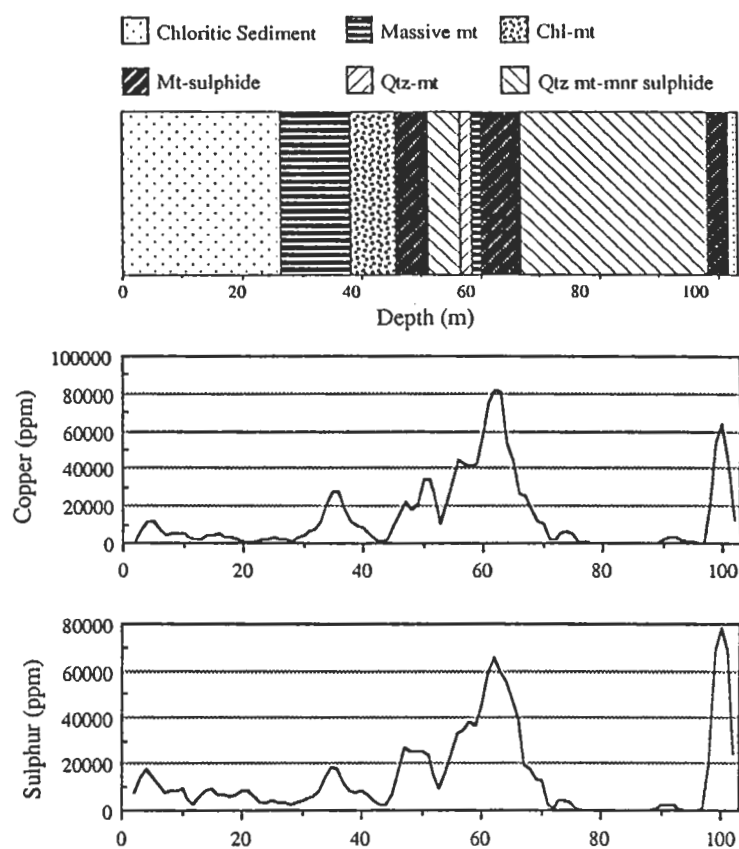 Chloritic Sediment Massive mt Chl-mt
Mt-sulphide Qtz-mt Qtz mt-mnr sulphide
0 20 40 60 80 100
Depth (m)
100000
80000
60000
40000
20000
0
Copper (ppm)
0 20 40 60 80 100
80000
60000
40000
20000
0
Sulphur (ppm)
0 20 40 60 80 100